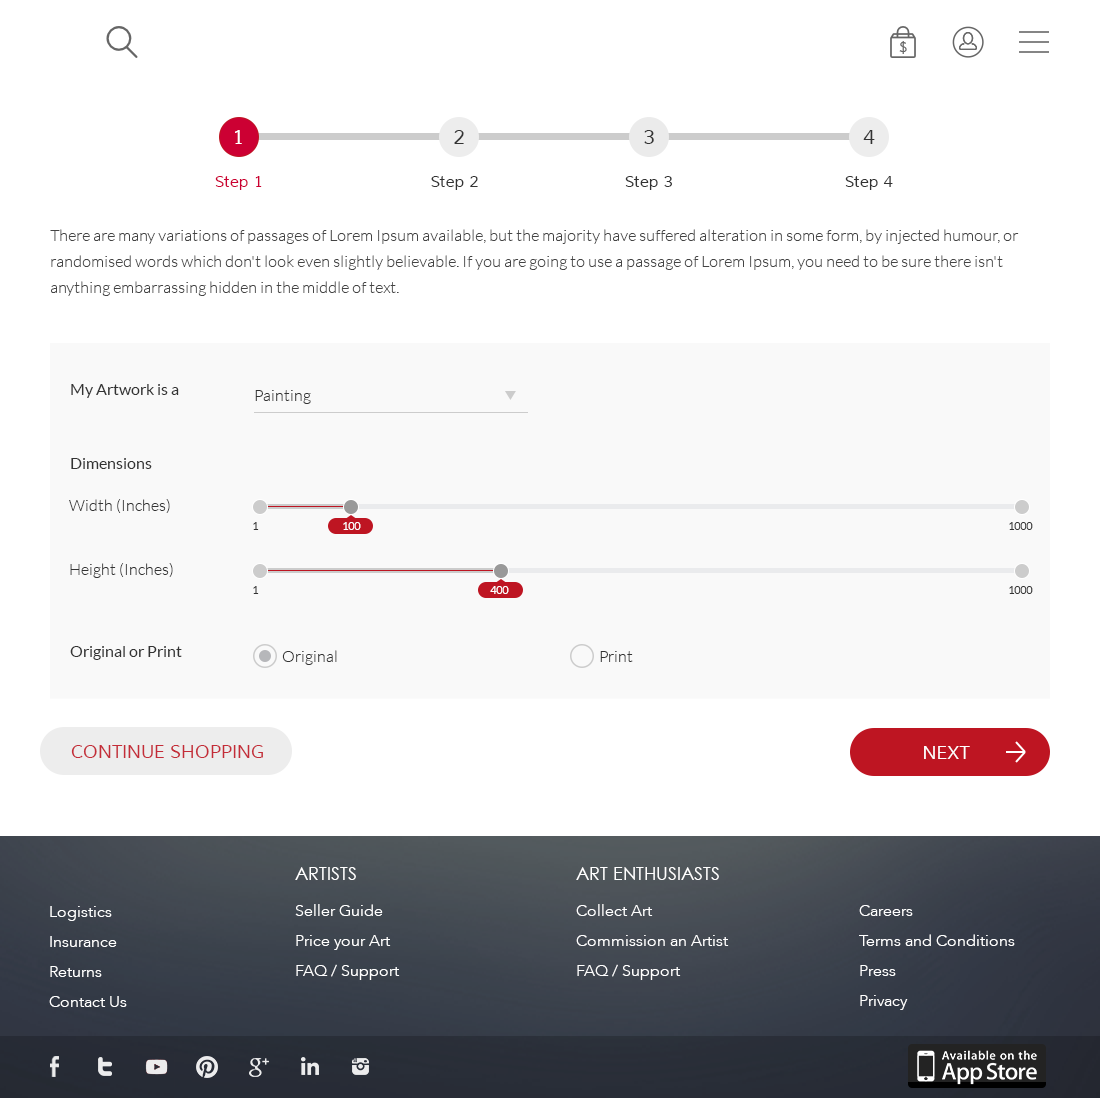 $
1 2 3 4
Step 1 Step 2 Step 3 Step 4
There are many variations of passages of Lorem Ipsum available, but the majority have suffered alteration in some form, by injected humour, or
randomised words which don't look even slightly believable. If you are going to use a passage of Lorem Ipsum, you need to be sure there isn't
anything embarrassing hidden in the middle of text.
My Artwork is a
Painting
Dimensions
Width (Inches)
1 100 1000
Height (Inches)
1 400 1000
Original or Print
Original Print
CONTINUE SHOPPING
NEXT
Logistics
Insurance
Returns
Contact Us
ARTISTS
Seller Guide
Price your Art
FAQ / Support
ART ENTHUSIASTS
Collect Art
Commission an Artist
FAQ / Support
Careers
Terms and Conditions
Press
Privacy
Available on the
App Store